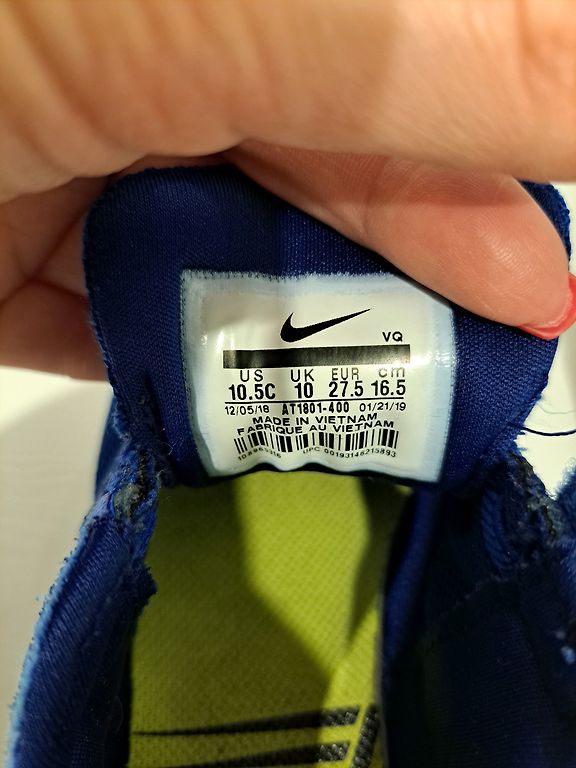 VQ
US UK EUR cm
10.5C 10 27.5 16.5
12/05/18 AT1801-400 01/21/19
MADE IN VIETNAM
FABRIQUE AU VIETNAM
UPC 00193146215893